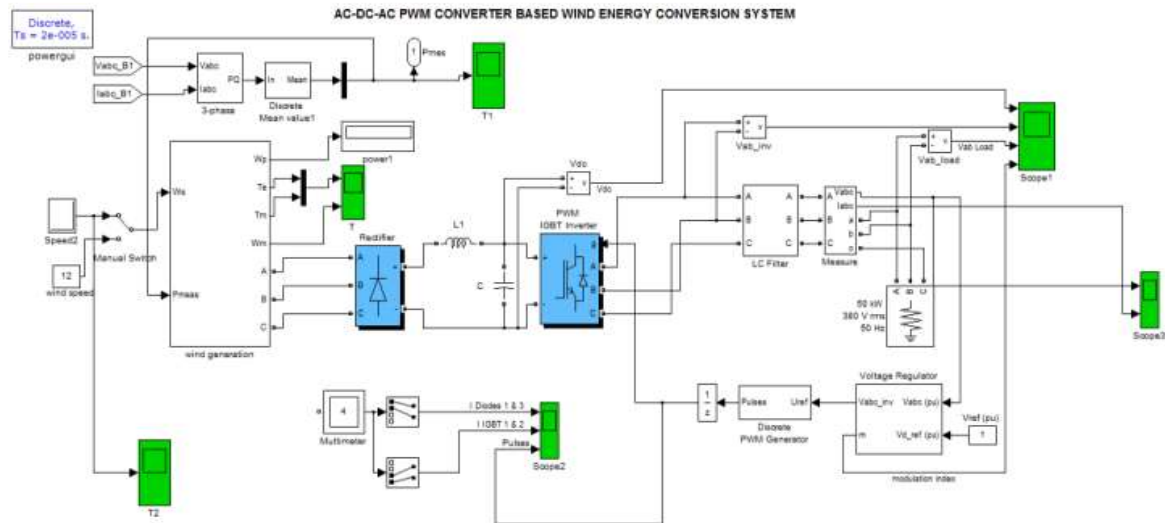 AC-DC-AC PWM CONVERTER BASED WIND ENERGY CONVERSION SYSTEM
Discrete,
Ts = 2e-005 s.
powergui
Vabc_B1
Iabc_B1
Vabc
Iabc
PQ
3-phase
In
Mean
Discrete
Mean value1
1
Pmes
T1
Ws
Pmeas
Wp
Te
Tm
Wm
A
B
C
wind generation
power1
T
Speed2
Manual Switch
12
wind speed
T2
Rectifier
A
B
C
+
-
L1
C
Vdc
+
-
v
Vdc
PWM
IGBT Inverter
+
-
g
A
B
C
+
-
v
Vab_inv
+
-
v
Vab_load
Vab Load
Scope1
A
B
C
A
B
C
LC Filter
A
B
C
Vabc
Iabc
a
b
c
Measure
A
B
C
50 kW
380 V rms
50 Hz
Scope3
Voltage Regulator
Vabc_inv
Vabc (pu)
m
Vd_ref (pu)
Vref (pu)
1
modulation index
Pulses
Uref
Discrete
PWM Generator
1
z
4
Multimeter
I Diodes 1 & 3
I IGBT 1 & 2
Pulses
Scope2